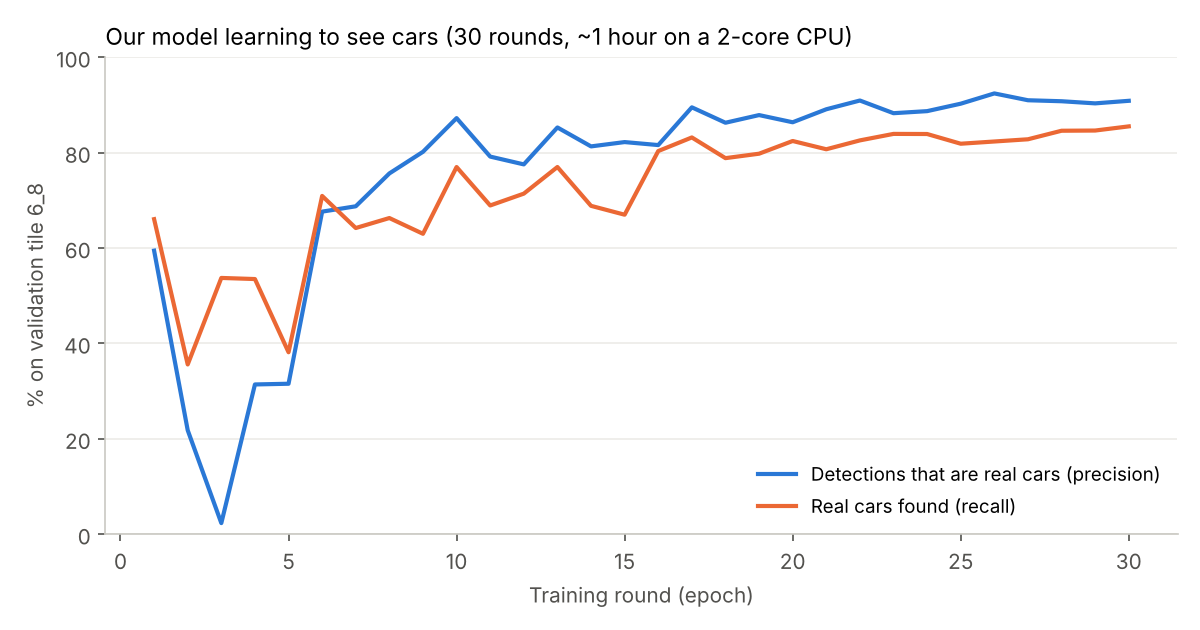 Our model learning to see cars (30 rounds, ~1 hour on a 2-core CPU)
100
80
60
40
20
0
% on validation tile 6_8
Detections that are real cars (precision)
Real cars found (recall)
0 5 10 15 20 25 30
Training round (epoch)